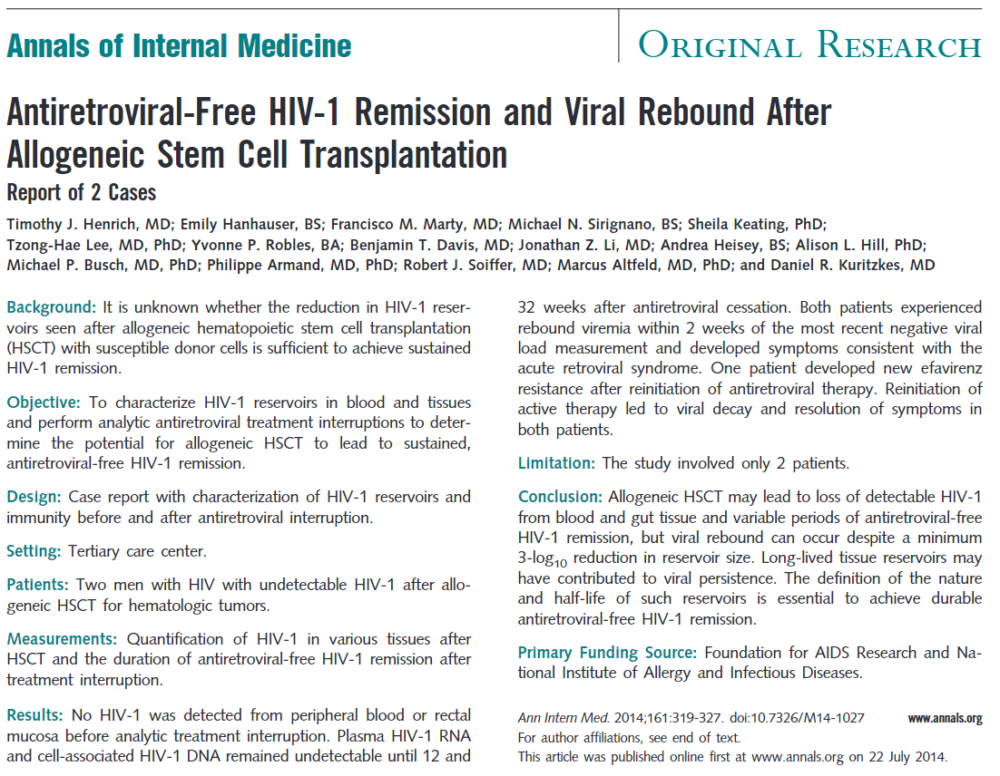 Annals of Internal Medicine
ORIGINAL RESEARCH
Antiretroviral-Free HIV-1 Remission and Viral Rebound After
Allogeneic Stem Cell Transplantation
Report of 2 Cases
Timothy J. Henrich, MD; Emily Hanhauser, BS; Francisco M. Marty, MD; Michael N. Sirignano, BS; Sheila Keating, PhD;
Tzong-Hae Lee, MD, PhD; Yvonne P. Robles, BA; Benjamin T. Davis, MD; Jonathan Z. Li, MD; Andrea Heisey, BS; Alison L. Hill, PhD;
Michael P. Busch, MD, PhD; Philippe Armand, MD, PhD; Robert J. Soiffer, MD; Marcus Altfeld, MD, PhD; and Daniel R. Kuritzkes, MD
Background: It is unknown whether the reduction in HIV-1 reser-
voirs seen after allogeneic hematopoietic stem cell transplantation
(HSCT) with susceptible donor cells is sufficient to achieve sustained
HIV-1 remission.
Objective: To characterize HIV-1 reservoirs in blood and tissues
and perform analytic antiretroviral treatment interruptions to deter-
mine the potential for allogeneic HSCT to lead to sustained,
antiretroviral-free HIV-1 remission.
Design: Case report with characterization of HIV-1 reservoirs and
immunity before and after antiretroviral interruption.
Setting: Tertiary care center.
Patients: Two men with HIV with undetectable HIV-1 after allo-
geneic HSCT for hematologic tumors.
Measurements: Quantification of HIV-1 in various tissues after
HSCT and the duration of antiretroviral-free HIV-1 remission after
treatment interruption.
Results: No HIV-1 was detected from peripheral blood or rectal
mucosa before analytic treatment interruption. Plasma HIV-1 RNA
and cell-associated HIV-1 DNA remained undetectable until 12 and
32 weeks after antiretroviral cessation. Both patients experienced
rebound viremia within 2 weeks of the most recent negative viral
load measurement and developed symptoms consistent with the
acute retroviral syndrome. One patient developed new efavirenz
resistance after reinitiation of antiretroviral therapy. Reinitiation of
active therapy led to viral decay and resolution of symptoms in
both patients.
Limitation: The study involved only 2 patients.
Conclusion: Allogeneic HSCT may lead to loss of detectable HIV-1
from blood and gut tissue and variable periods of antiretroviral-free
HIV-1 remission, but viral rebound can occur despite a minimum
3-log10 reduction in reservoir size. Long-lived tissue reservoirs may
have contributed to viral persistence. The definition of the nature
and half-life of such reservoirs is essential to achieve durable
antiretroviral-free HIV-1 remission.
Primary Funding Source: Foundation for AIDS Research and Na-
tional Institute of Allergy and Infectious Diseases.
Ann Intern Med. 2014;161:319-327. doi:10.7326/M14-1027 www.annals.org
For author affiliations, see end of text.
This article was published online first at www.annals.org on 22 July 2014.